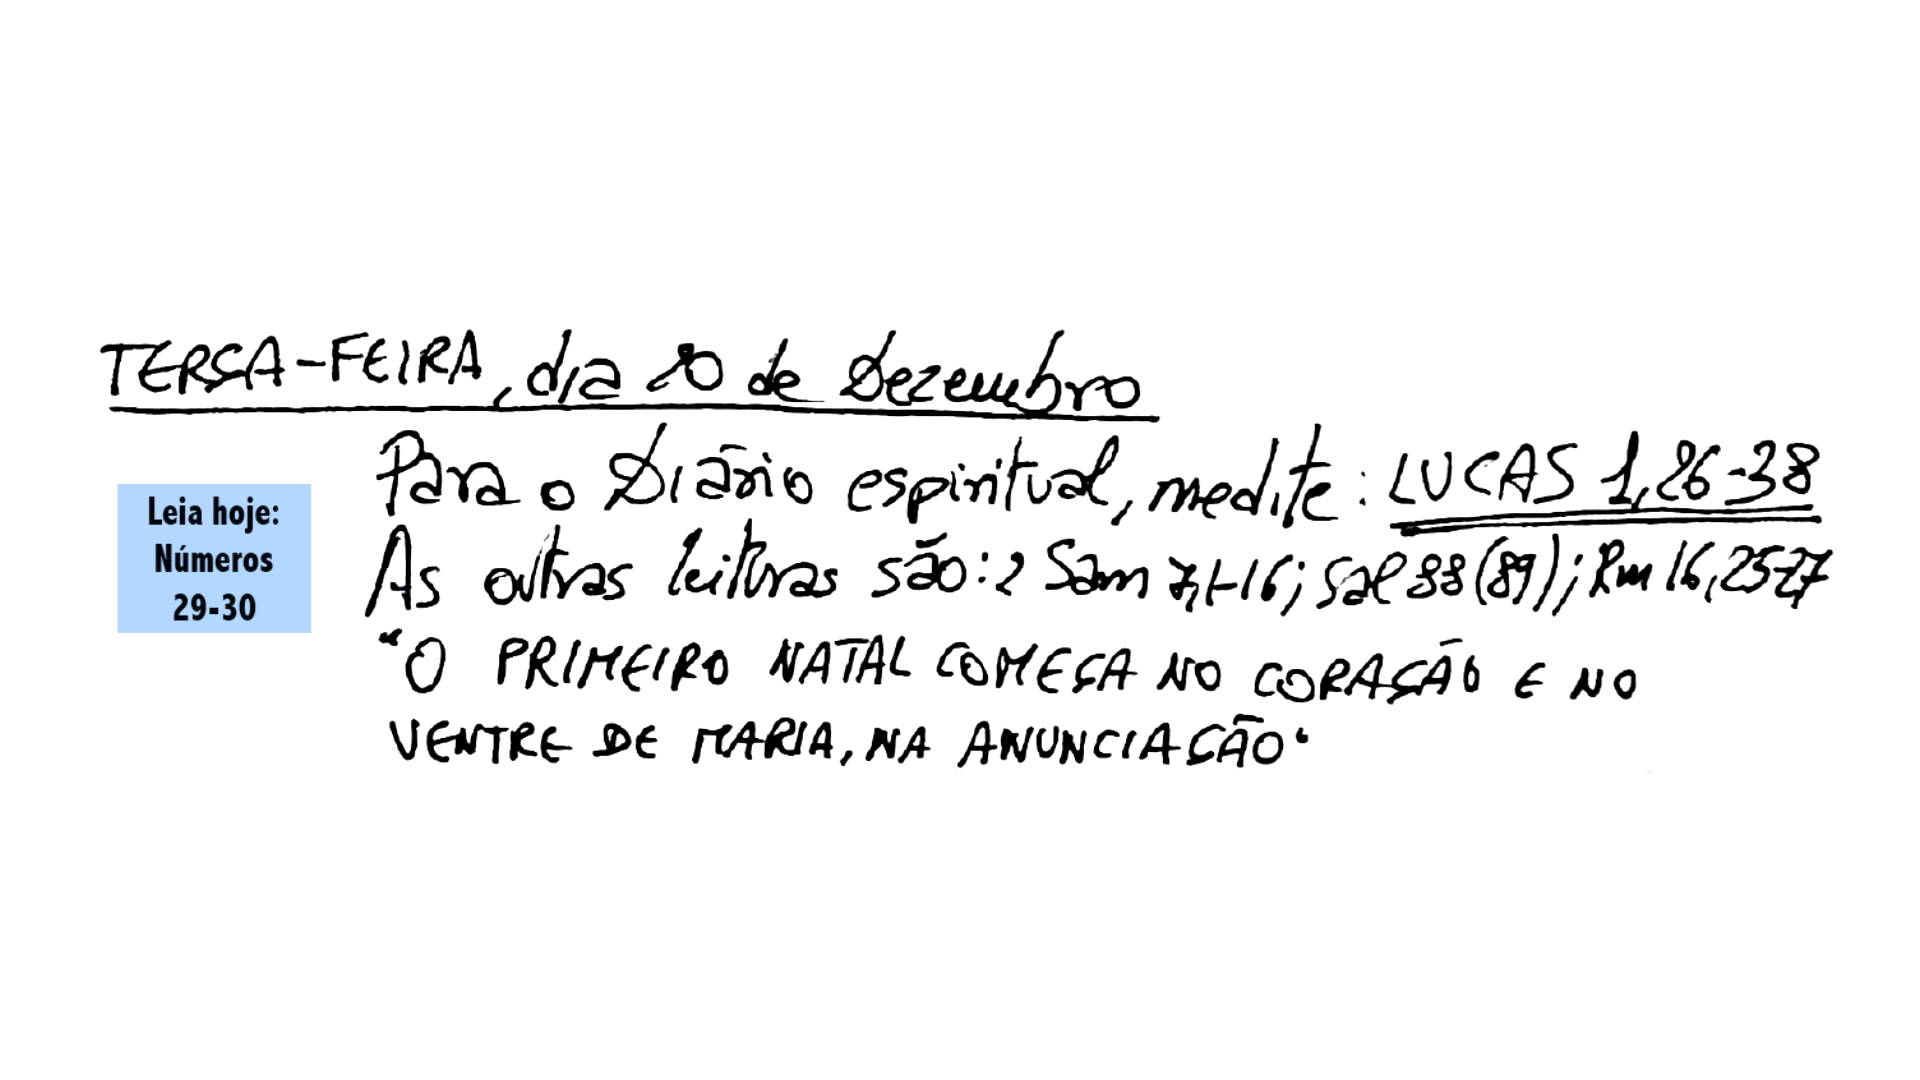 TERÇA-FEIRA, dia 20 de Dezembro
Para o Diário espiritual, medite: LUCAS 1,26-38
Leia hoje:
Números
29-30
As outras leituras são: 2 Sam 7,1-16; Sal 88 (89); Rm 16,25-27
"O PRIMEIRO NATAL COMEÇA NO CORAÇÃO E NO
VENTRE DE MARIA, NA ANUNCIAÇÃO"